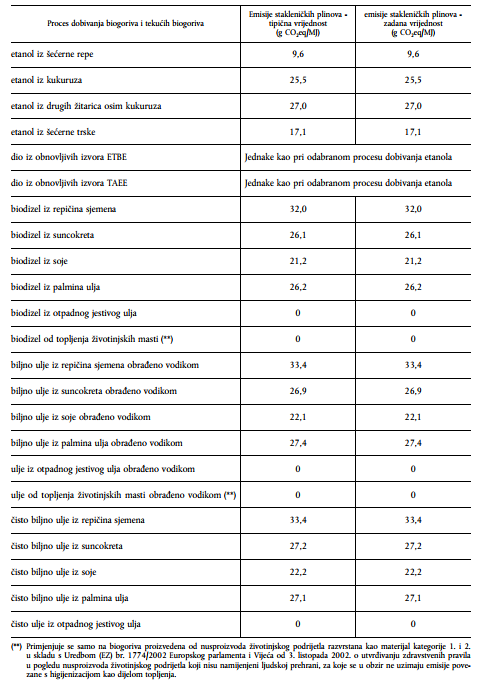 Proces dobivanja biogoriva i tekućih biogoriva
Emisije stakleničkih plinova -
tipična vrijednost
(g CO₂eq/MJ)
emisije stakleničkih plinova -
zadana vrijednost
(g CO₂eq/MJ)
etanol iz šećerne repe 9,6 9,6
etanol iz kukuruza 25,5 25,5
etanol iz drugih žitarica osim kukuruza 27,0 27,0
etanol iz šećerne trske 17,1 17,1
dio iz obnovljivih izvora ETBE Jednake kao pri odabranom procesu dobivanja etanola
dio iz obnovljivih izvora TAEE Jednake kao pri odabranom procesu dobivanja etanola
biodizel iz repičina sjemena 32,0 32,0
biodizel iz suncokreta 26,1 26,1
biodizel iz soje 21,2 21,2
biodizel iz palmina ulja 26,2 26,2
biodizel iz otpadnog jestivog ulja 0 0
biodizel od topljenja životinjskih masti (**) 0 0
biljno ulje iz repičina sjemena obrađeno vodikom 33,4 33,4
biljno ulje iz suncokreta obrađeno vodikom 26,9 26,9
biljno ulje iz soje obrađeno vodikom 22,1 22,1
biljno ulje iz palmina ulja obrađeno vodikom 27,4 27,4
ulje iz otpadnog jestivog ulja obrađeno vodikom 0 0
ulje od topljenja životinjskih masti obrađeno vodikom (**) 0 0
čisto biljno ulje iz repičina sjemena 33,4 33,4
čisto biljno ulje iz suncokreta 27,2 27,2
čisto biljno ulje iz soje 22,2 22,2
čisto biljno ulje iz palmina ulja 27,1 27,1
čisto ulje iz otpadnog jestivog ulja 0 0
(**) Primjenjuje se samo na biogoriva proizvedena od nusproizvoda životinjskog podrijetla razvrstana kao materijal kategorije 1. i 2.
u skladu s Uredbom (EZ) br. 1774/2002 Europskog parlamenta i Vijeća od 3. listopada 2002. o utvrđivanju zdravstvenih pravila
u pogledu nusproizvoda životinjskog podrijetla koji nisu namijenjeni ljudskoj prehrani, za koje se u obzir ne uzimaju emisije pove-
zane s higijenizacijom kao dijelom topljenja.